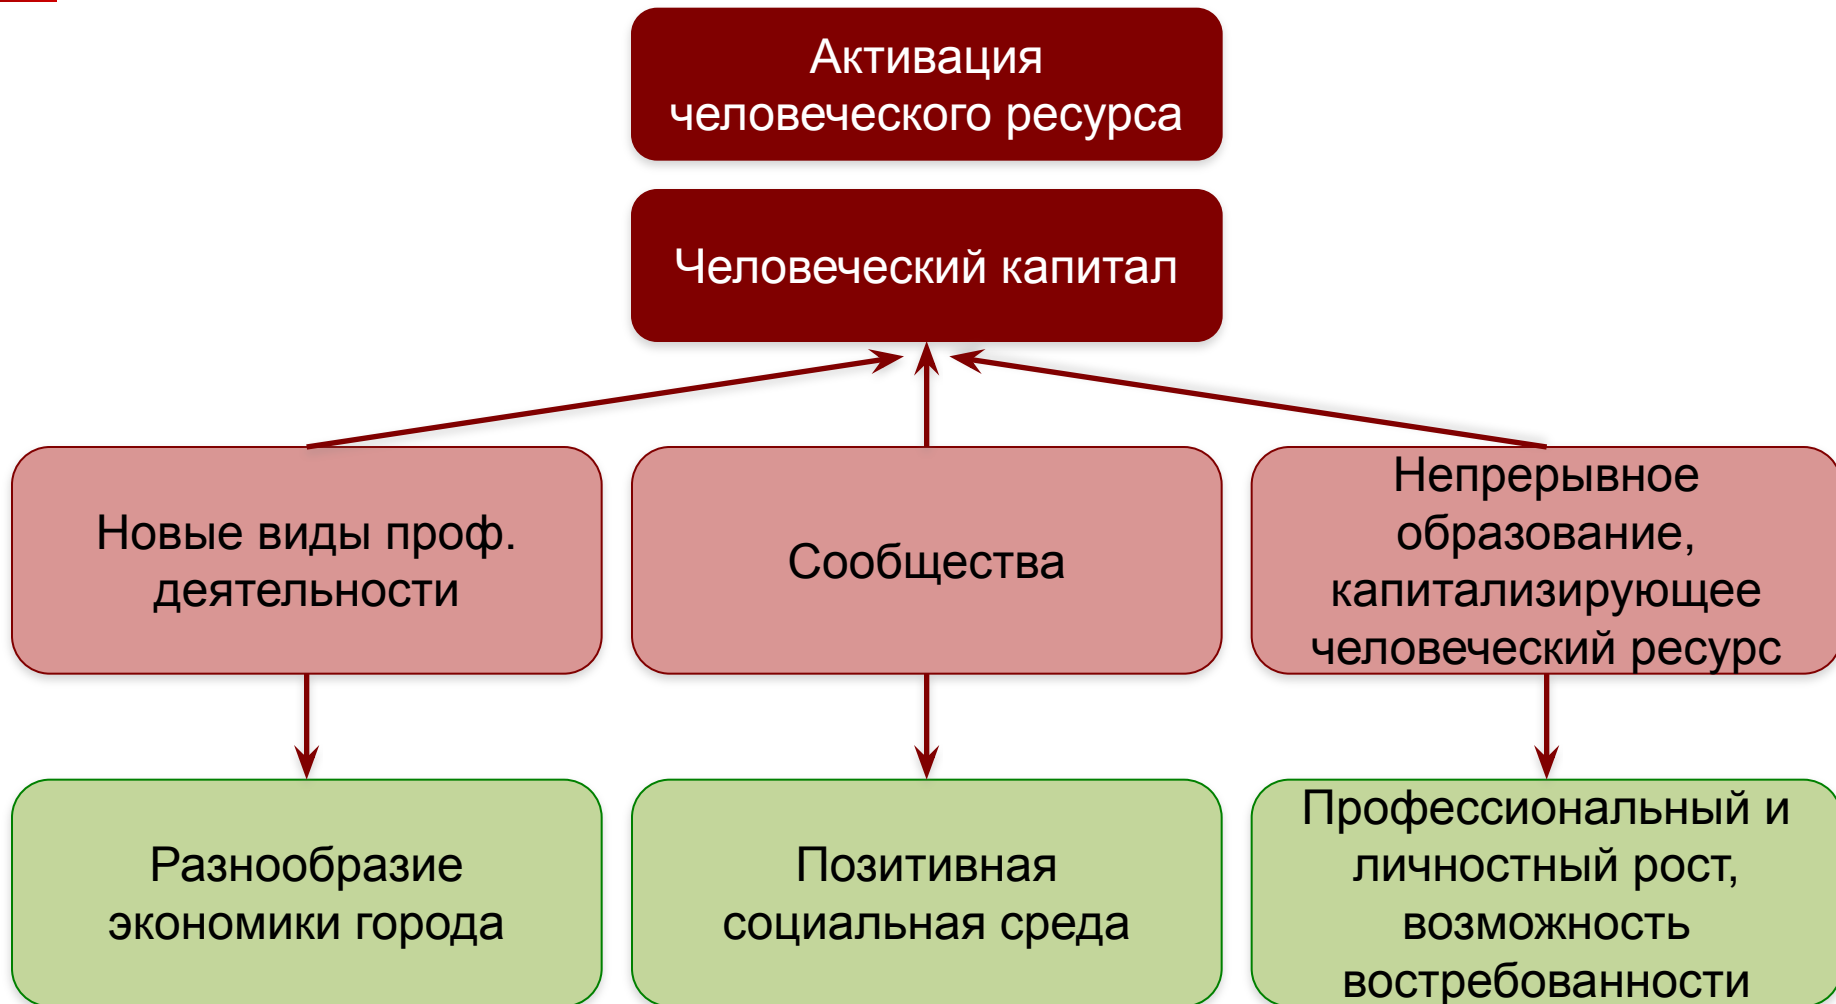 Активация
человеческого ресурса
Человеческий капитал
Новые виды проф.
деятельности
Сообщества
Непрерывное
образование,
капитализирующее
человеческий ресурс
Разнообразие
экономики города
Позитивная
социальная среда
Профессиональный и
личностный рост,
возможность
востребованности